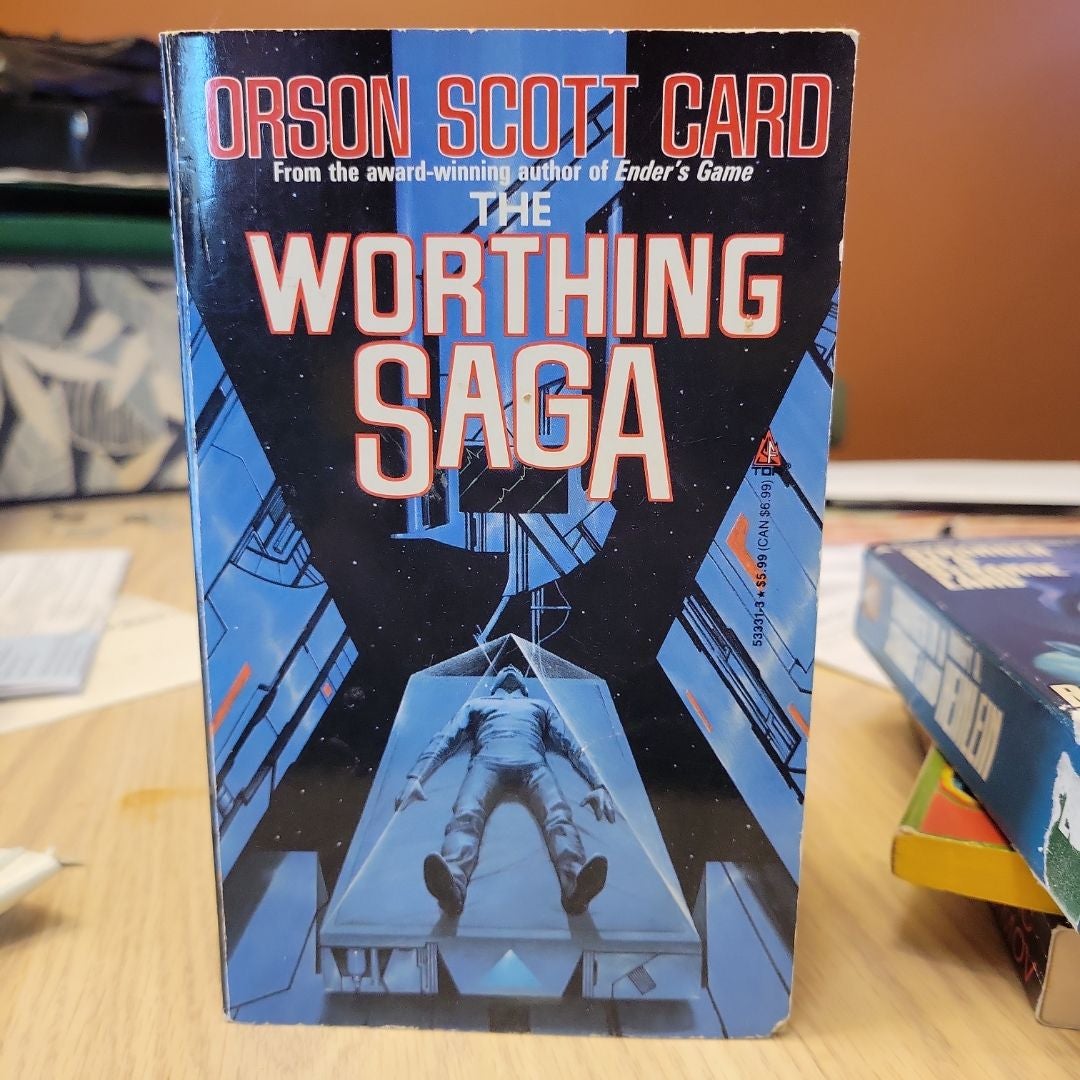 ORSON SCOTT CARD
From the award-winning author of Ender's Game
THE
WORTHING
SAGA
TOR
53331-3 ★ $5.99 (CAN $6.99)